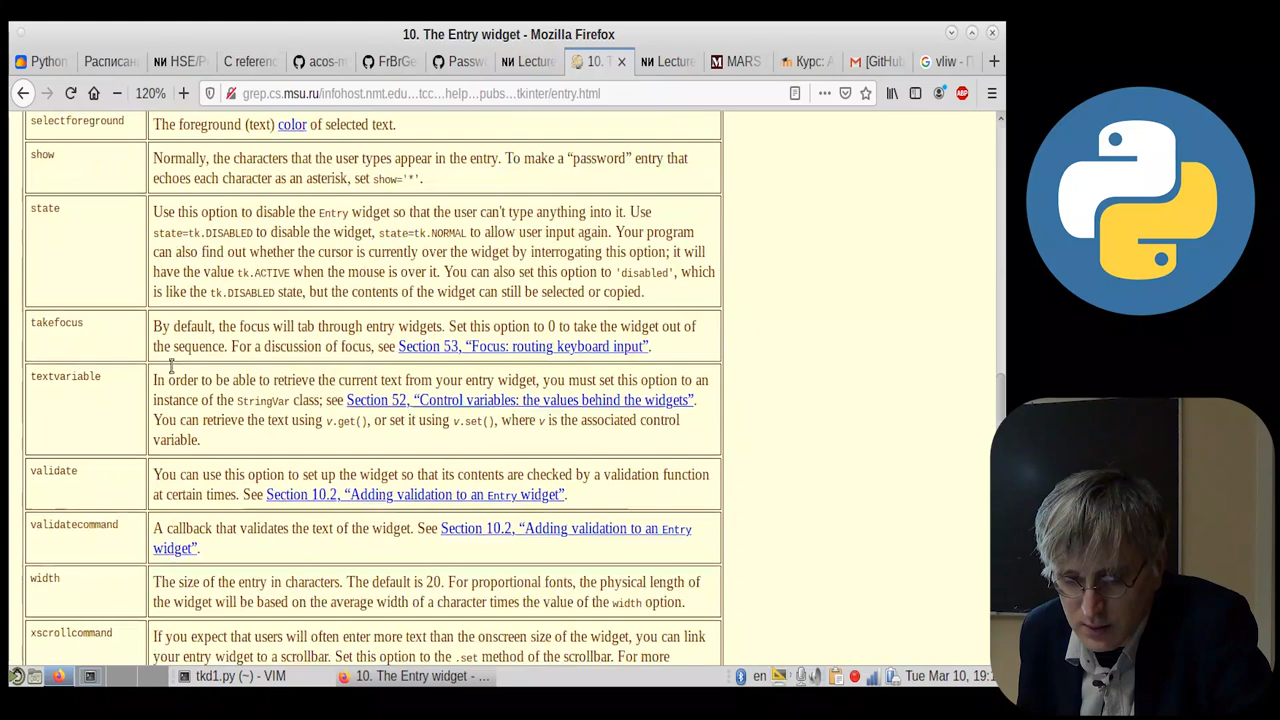 10. The Entry widget - Mozilla Firefox
Python Расписан НИ HSE/P C referenc acos-m FrBrGe Passwo НИ Lecture 10. T НИ Lecture MARS Курс: А [GitHub vliw - П
120% grep.cs.msu.ru/infohost.nmt.edu…tcc…help…pubs…tkinter/entry.html ABP
selectforeground The foreground (text) color of selected text.
show Normally, the characters that the user types appear in the entry. To make a “password” entry that
echoes each character as an asterisk, set show='*'.
state Use this option to disable the Entry widget so that the user can't type anything into it. Use
state=tk.DISABLED to disable the widget, state=tk.NORMAL to allow user input again. Your program
can also find out whether the cursor is currently over the widget by interrogating this option; it will
have the value tk.ACTIVE when the mouse is over it. You can also set this option to 'disabled', which
is like the tk.DISABLED state, but the contents of the widget can still be selected or copied.
takefocus By default, the focus will tab through entry widgets. Set this option to 0 to take the widget out of
the sequence. For a discussion of focus, see Section 53, “Focus: routing keyboard input”.
textvariable In order to be able to retrieve the current text from your entry widget, you must set this option to an
instance of the StringVar class; see Section 52, “Control variables: the values behind the widgets”.
You can retrieve the text using v.get(), or set it using v.set(), where v is the associated control
variable.
validate You can use this option to set up the widget so that its contents are checked by a validation function
at certain times. See Section 10.2, “Adding validation to an Entry widget”.
validatecommand A callback that validates the text of the widget. See Section 10.2, “Adding validation to an Entry
widget”.
width The size of the entry in characters. The default is 20. For proportional fonts, the physical length of
the widget will be based on the average width of a character times the value of the width option.
xscrollcommand If you expect that users will often enter more text than the onscreen size of the widget, you can link
your entry widget to a scrollbar. Set this option to the .set method of the scrollbar. For more
tkd1.py (~) - VIM 10. The Entry widget - ... en Tue Mar 10, 19:1